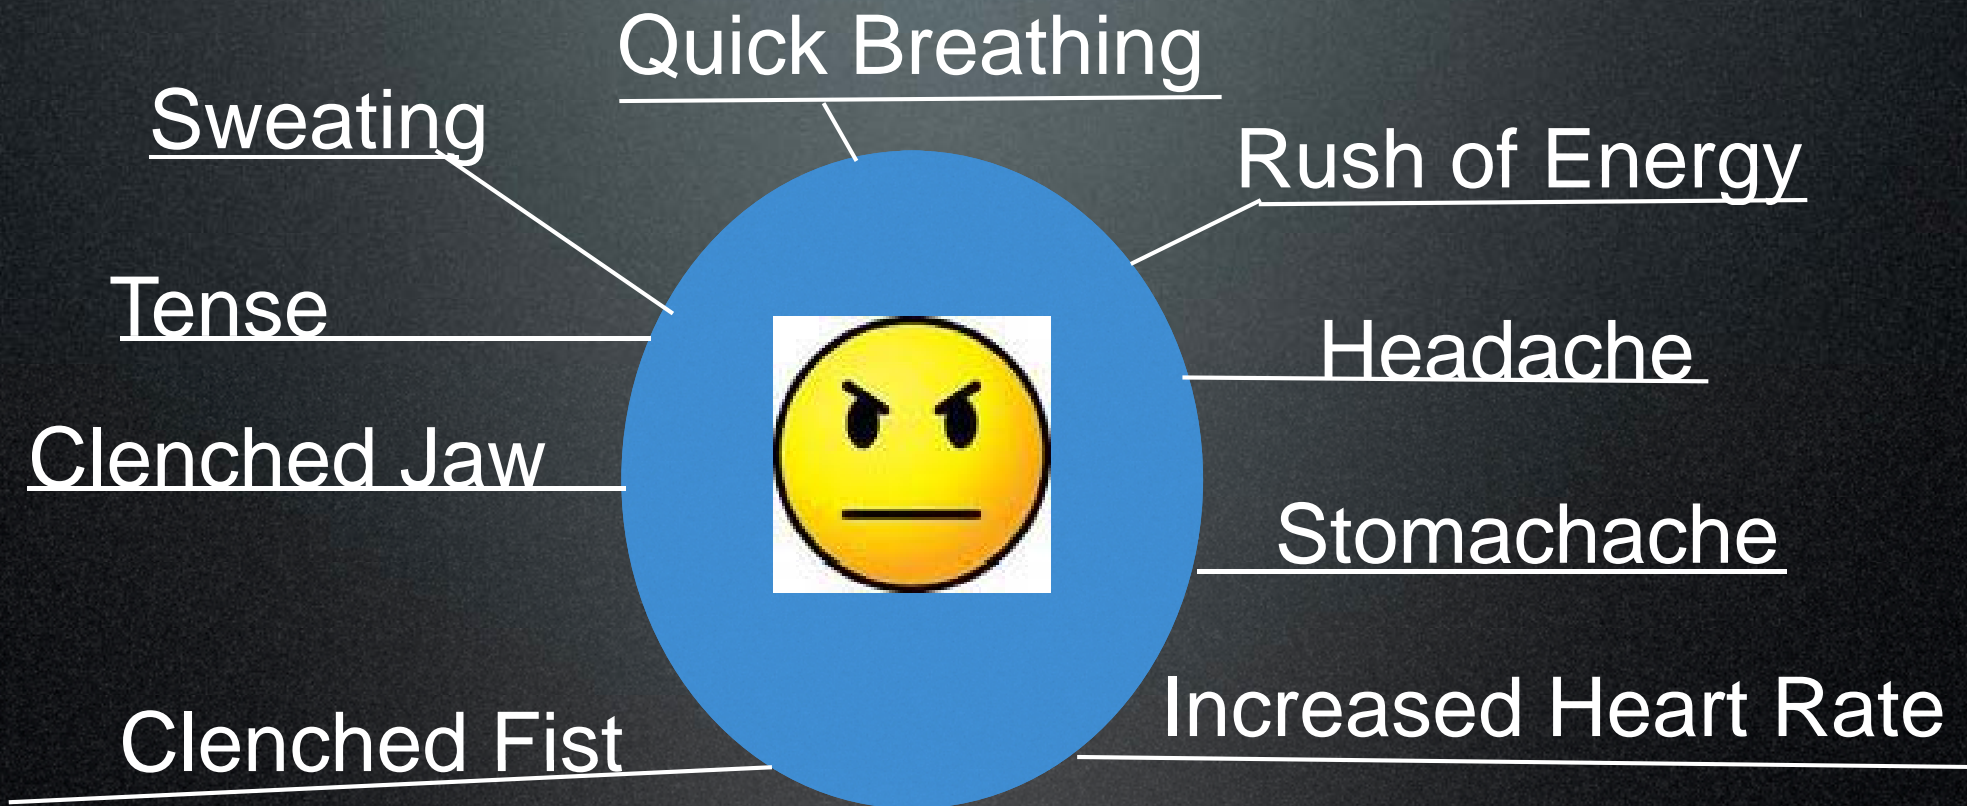 Quick Breathing
Sweating
Rush of Energy
Tense
Headache
Clenched Jaw
Stomachache
Increased Heart Rate
Clenched Fist